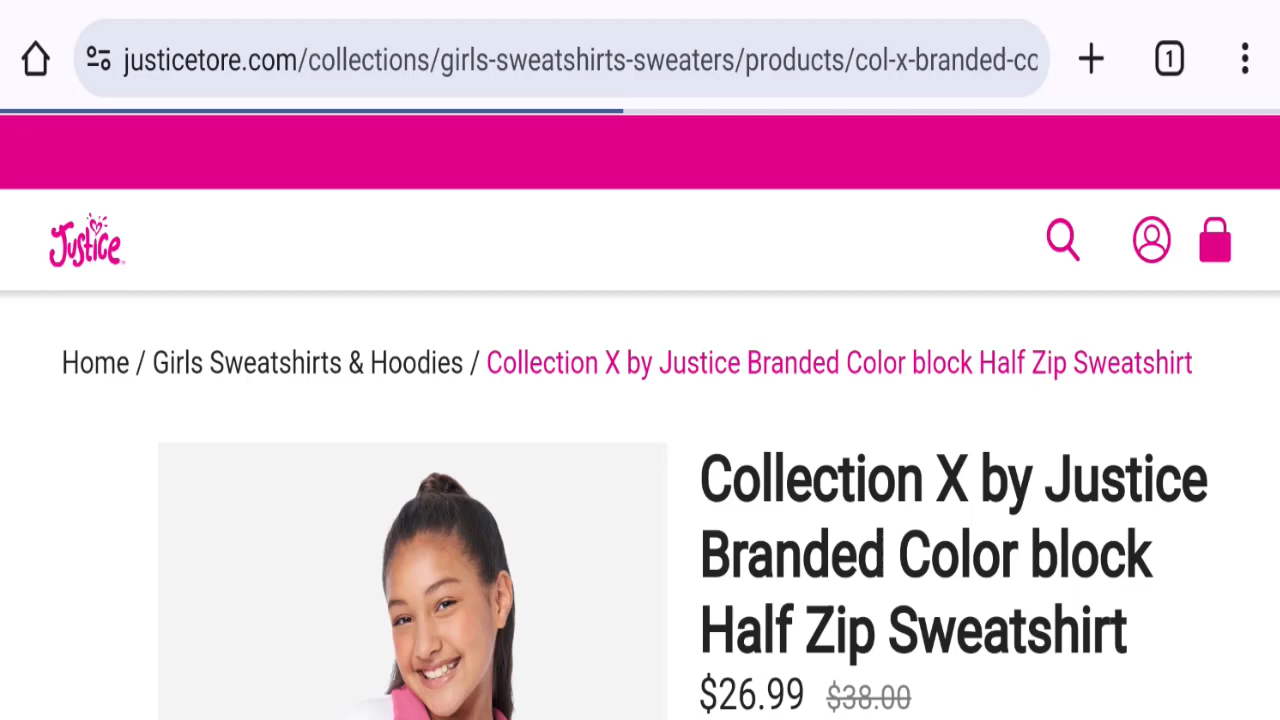 justicetore.com/collections/girls-sweatshirts-sweaters/products/col-x-branded-cc
1
Justice
Home / Girls Sweatshirts & Hoodies / Collection X by Justice Branded Color block Half Zip Sweatshirt
Collection X by Justice
Branded Color block
Half Zip Sweatshirt
$26.99 $38.00